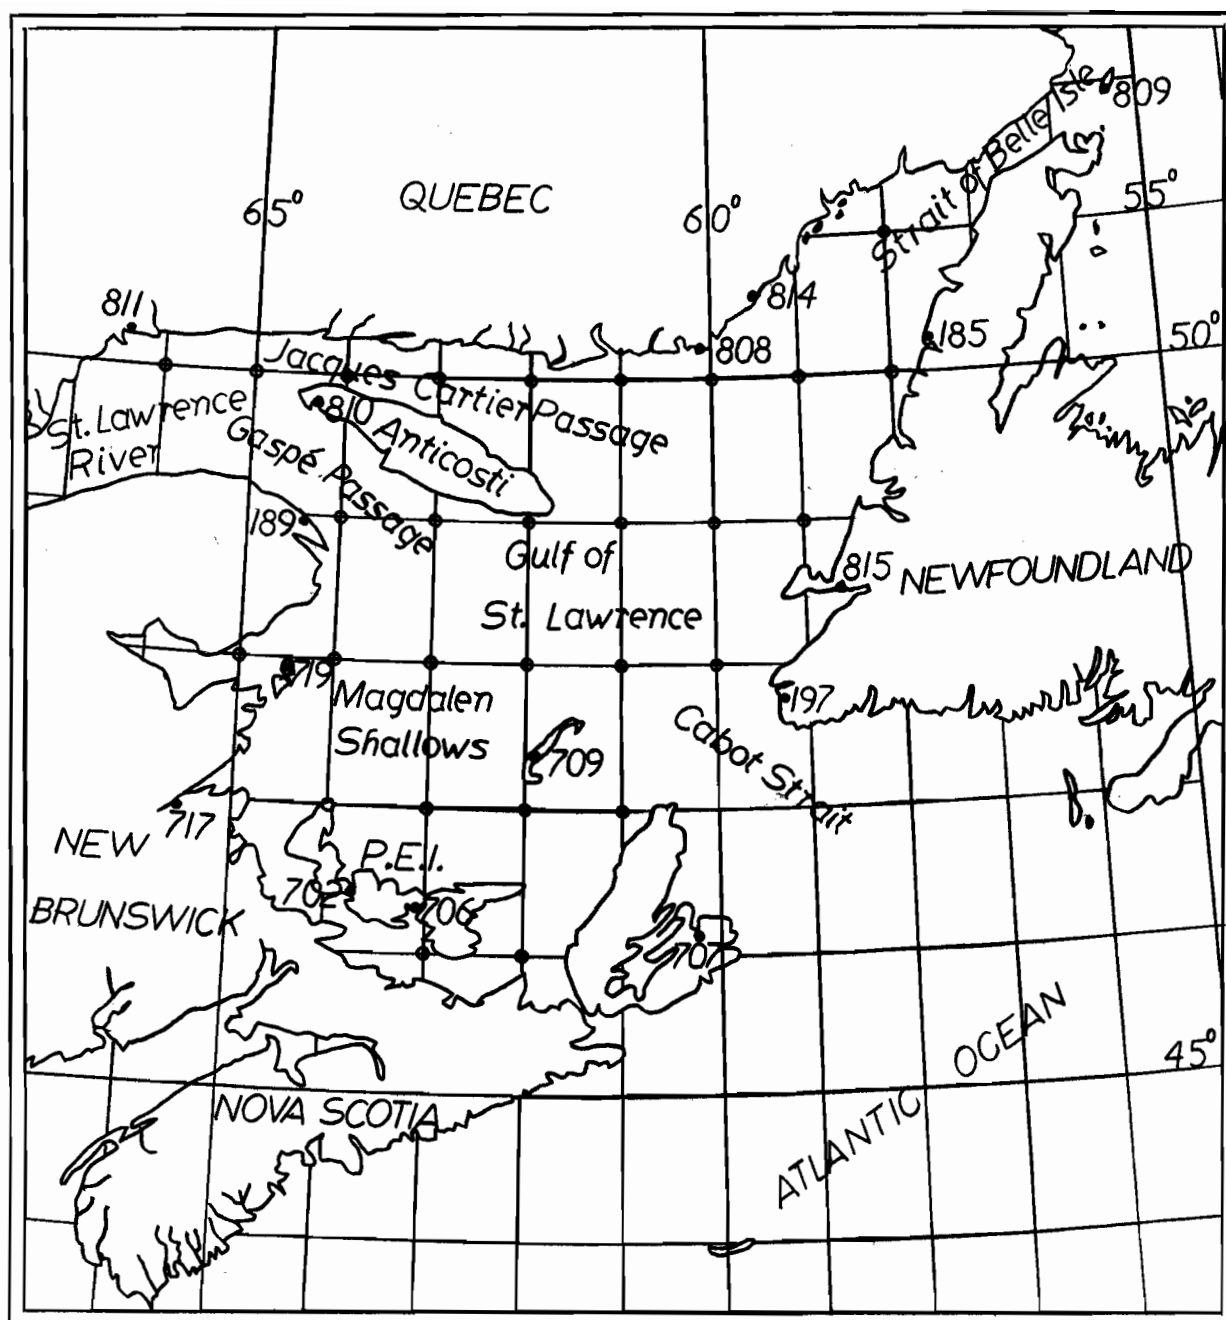 809
QUEBEC
65°
60°
55°
Strait of Belle Isle
811
814
185
50°
808
Jacques Cartier Passage
810
St. Lawrence
River
Gaspé Passage
Anticosti
189
Gulf of
St. Lawrence
815
NEWFOUNDLAND
719
Magdalen
Shallows
197
Cabot Strait
709
717
NEW
BRUNSWICK
P.E.I.
702
706
707
ATLANTIC OCEAN
45°
NOVA SCOTIA